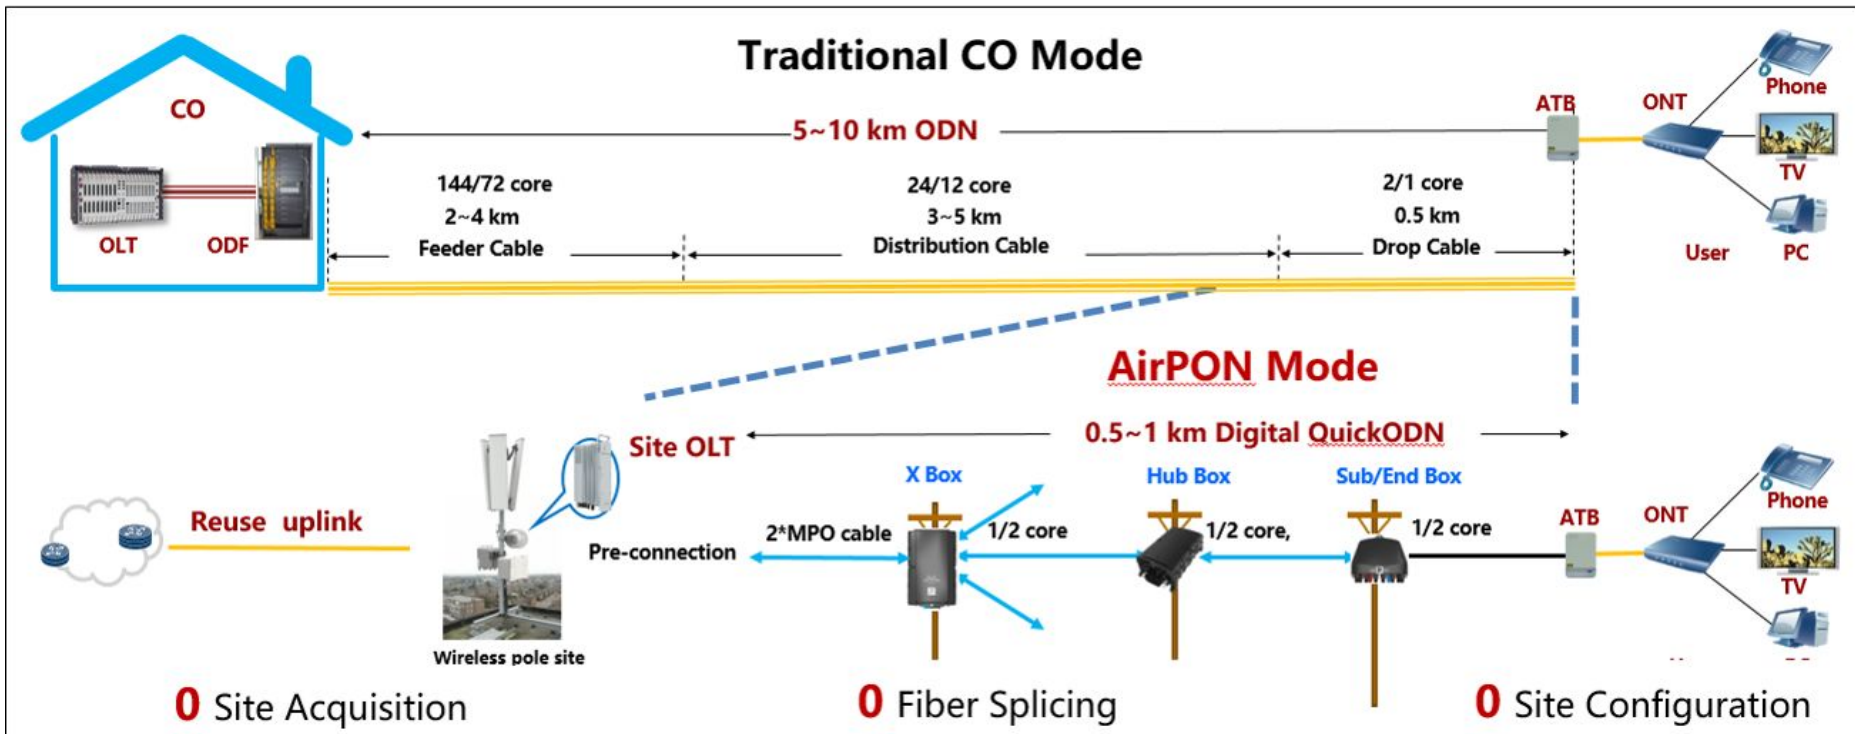 Traditional CO Mode
CO
OLT
ODF
5~10 km ODN
144/72 core
2~4 km
Feeder Cable
24/12 core
3~5 km
Distribution Cable
2/1 core
0.5 km
Drop Cable
ATB
ONT
Phone
TV
User
PC
AirPON Mode
Site OLT
0.5~1 km Digital QuickODN
Reuse uplink
Pre-connection
Wireless pole site
2*MPO cable
X Box
1/2 core
Hub Box
1/2 core,
Sub/End Box
1/2 core
ATB
ONT
Phone
TV
0 Site Acquisition
0 Fiber Splicing
0 Site Configuration